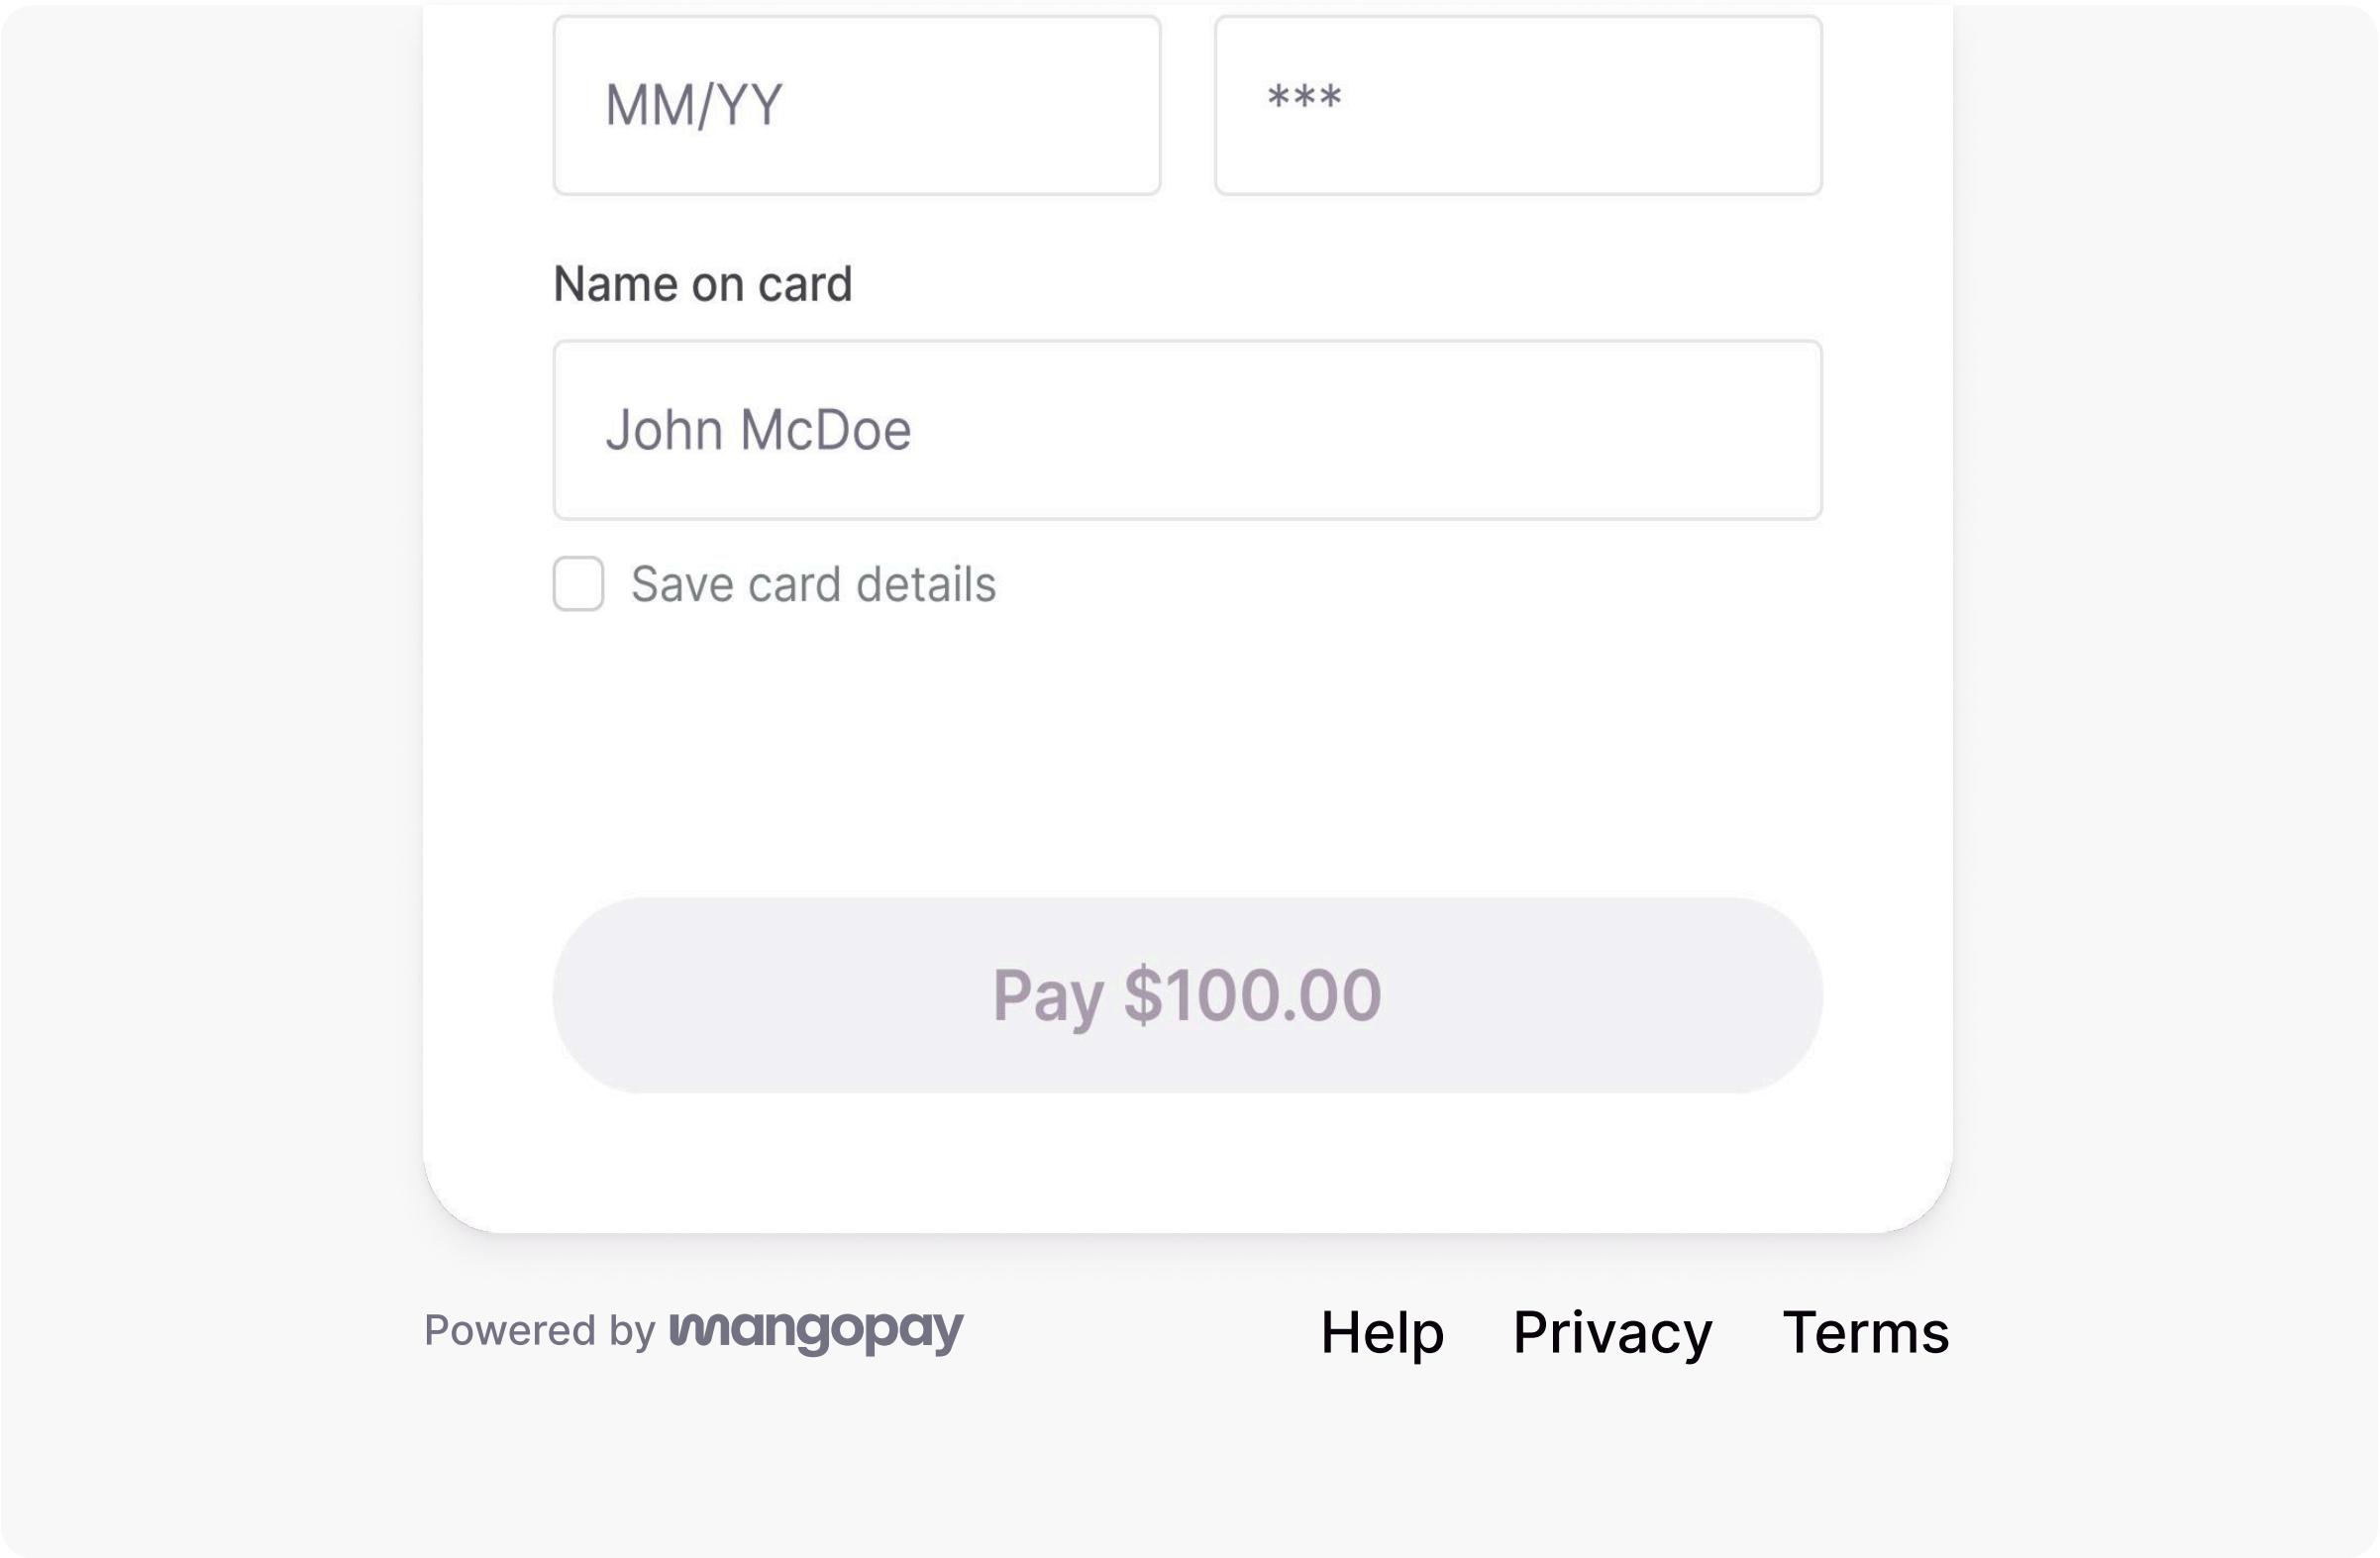 MM/YY ***
Name on card
John McDoe
Save card details
Pay $100.00
Powered by mangopay Help Privacy Terms